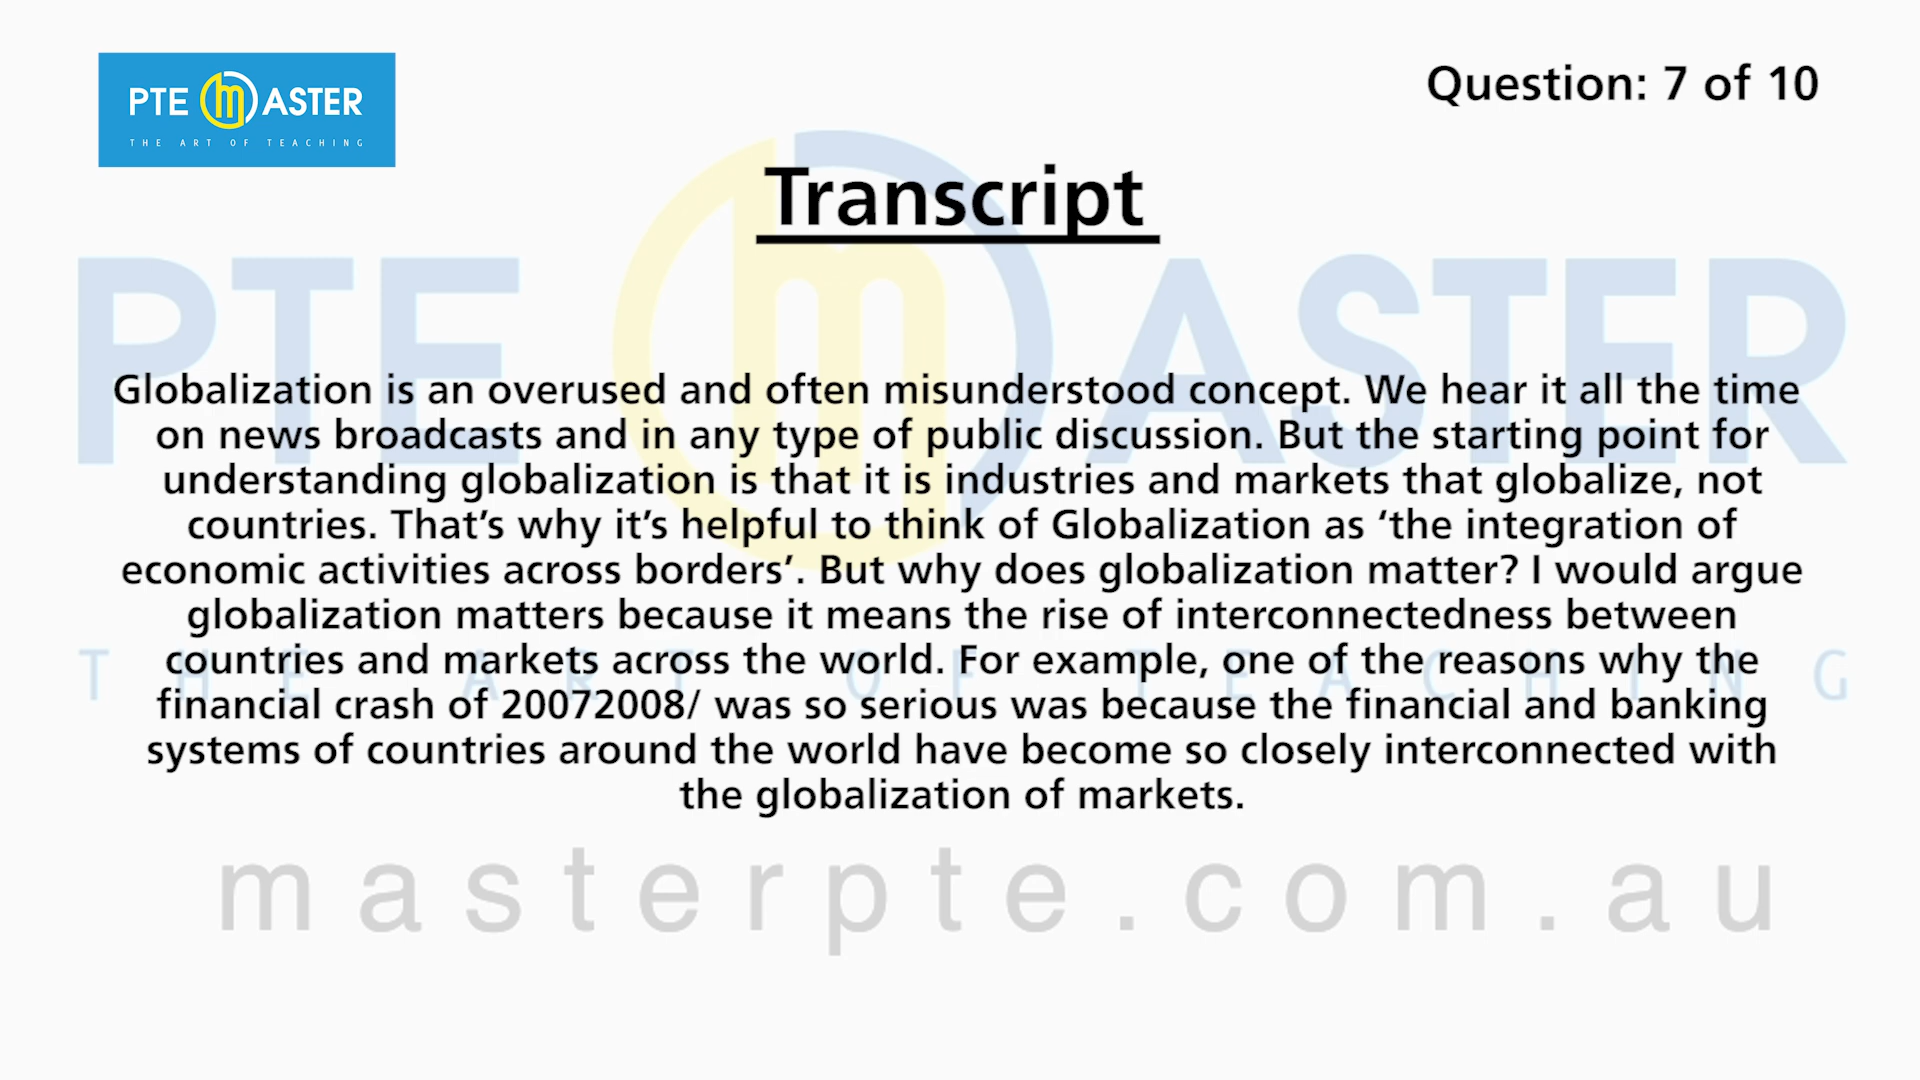 PTE MASTER
THE ART OF TEACHING
Question: 7 of 10
Transcript
Globalization is an overused and often misunderstood concept. We hear it all the time
on news broadcasts and in any type of public discussion. But the starting point for
understanding globalization is that it is industries and markets that globalize, not
countries. That’s why it’s helpful to think of Globalization as ‘the integration of
economic activities across borders’. But why does globalization matter? I would argue
globalization matters because it means the rise of interconnectedness between
countries and markets across the world. For example, one of the reasons why the
financial crash of 20072008/ was so serious was because the financial and banking
systems of countries around the world have become so closely interconnected with
the globalization of markets.
PTE MASTER
THE ART OF TEACHING
masterpte.com.au